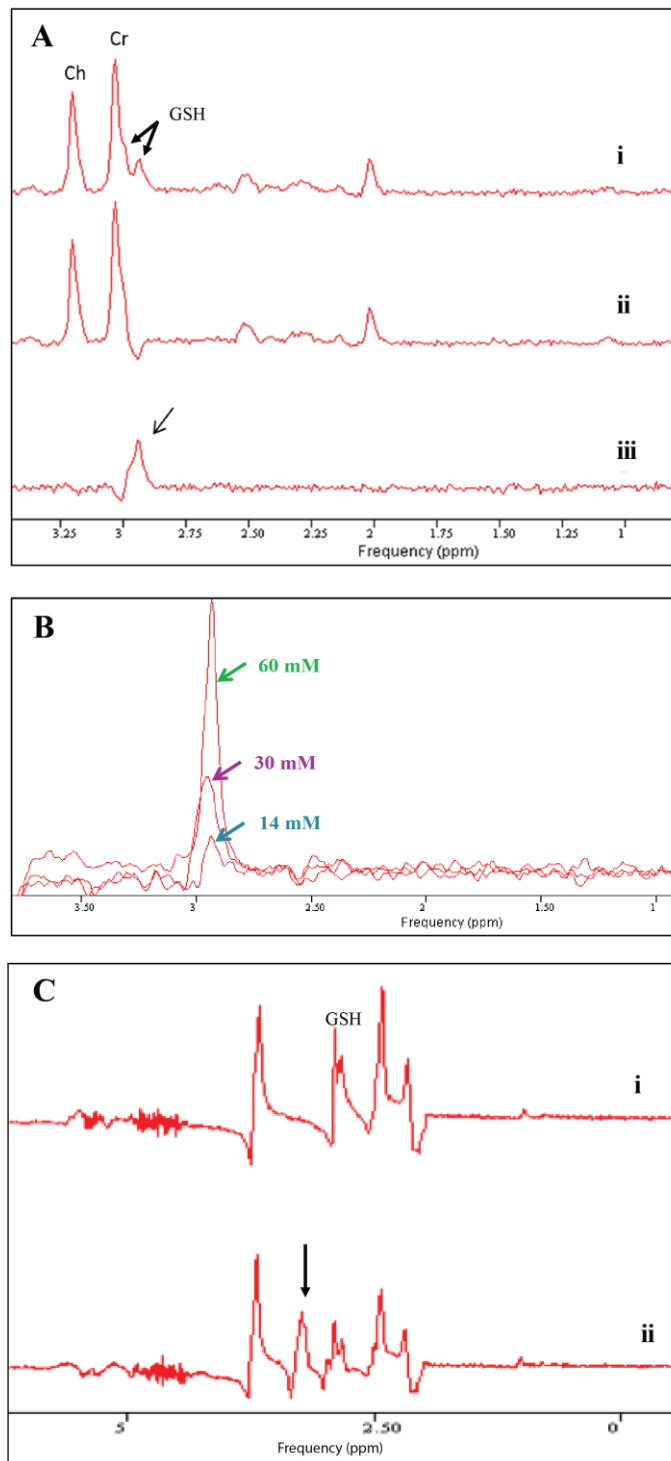 A
Ch
Cr
GSH
i
ii
iii
3.25 3 2.75 2.50 2.25 2 1.75 1.50 1.25 1
Frequency (ppm)
B
60 mM
30 mM
14 mM
3.50 3 2.50 2 1.50 1
Frequency (ppm)
C
GSH
i
ii
5 2.50 0
Frequency (ppm)